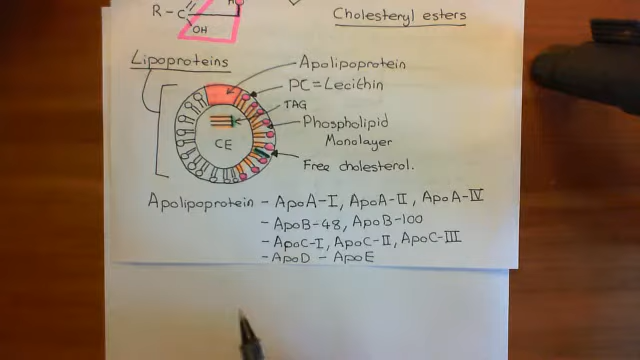 R-C
H
OH
Cholesteryl esters
Lipoproteins
Apolipoprotein
PC=Lecithin
TAG
Phospholipid
Monolayer
CE
Free cholesterol.
Apolipoprotein - ApoA-I, ApoA-II, ApoA-IV
- ApoB-48, ApoB-100
- ApoC-I, ApoC-II, ApoC-III
- ApoD - ApoE